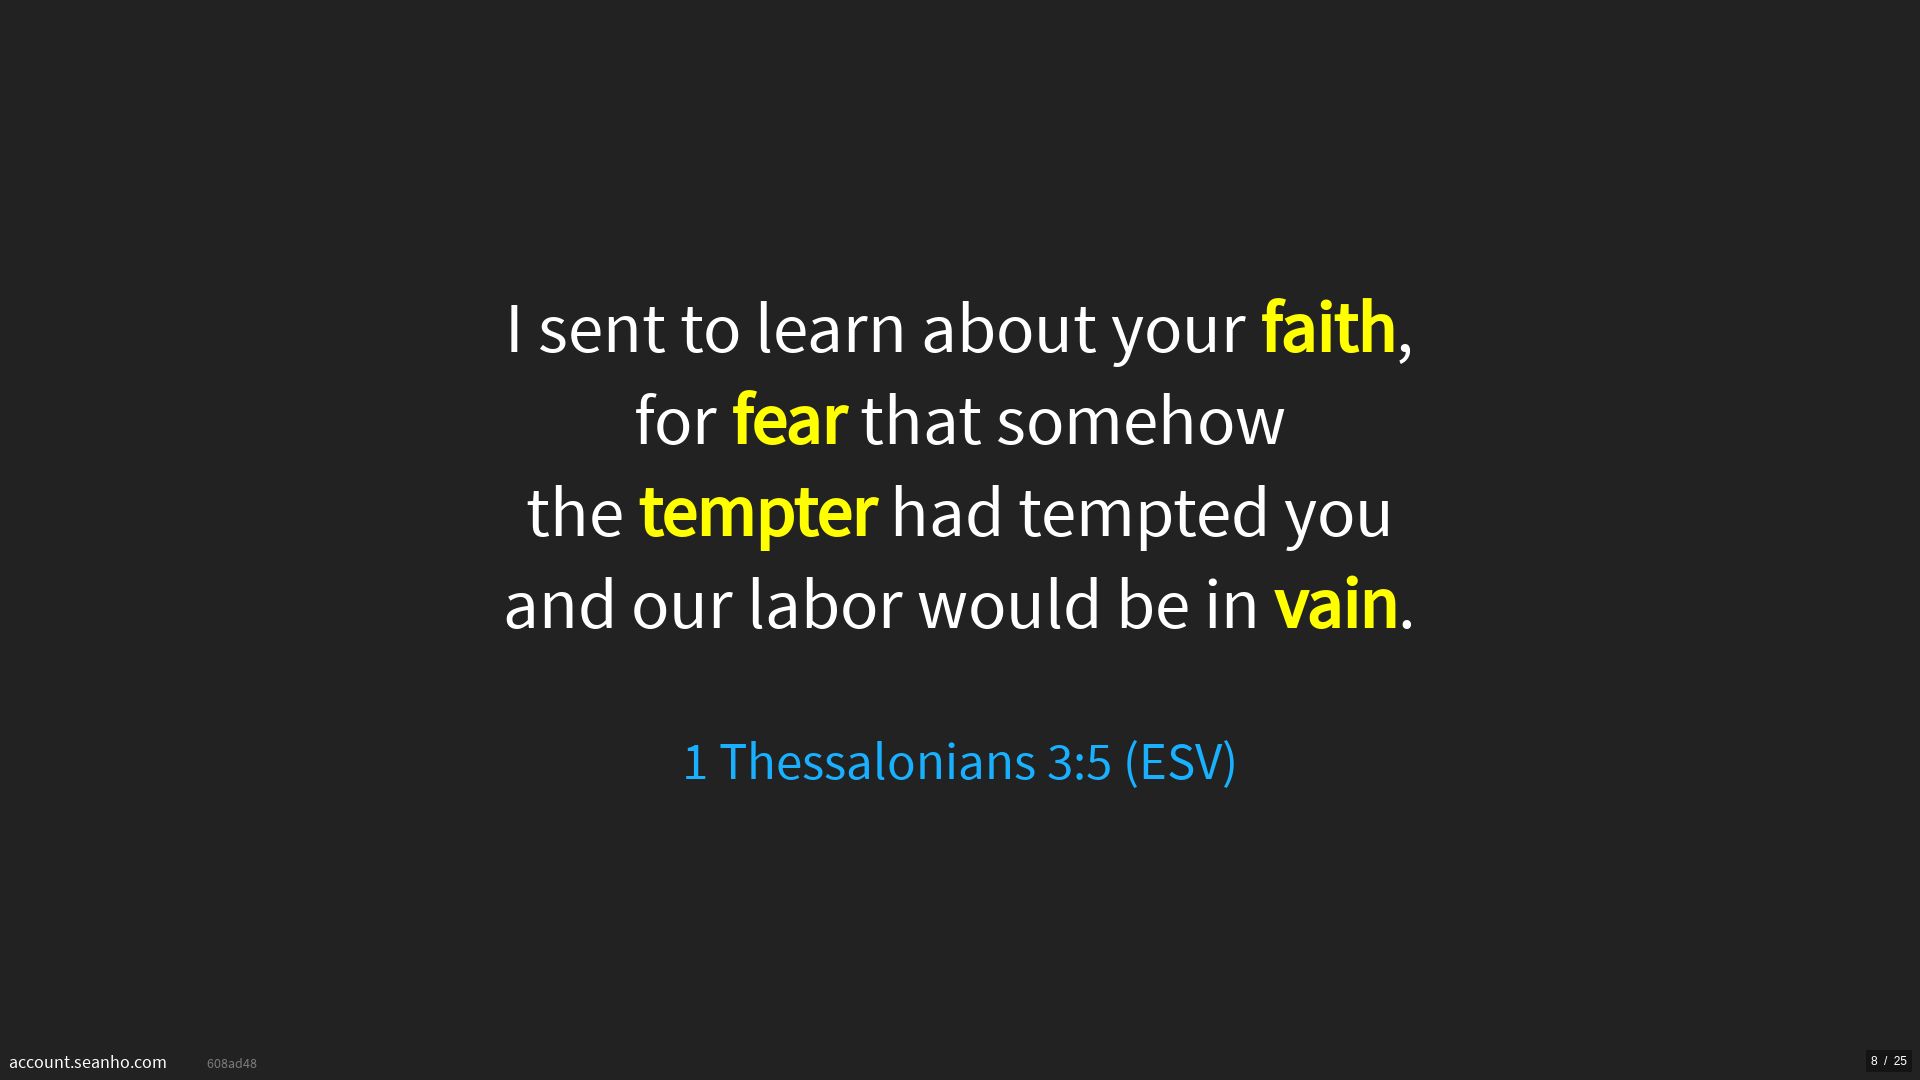 I sent to learn about your faith,
for fear that somehow
the tempter had tempted you
and our labor would be in vain.
1 Thessalonians 3:5 (ESV)
account.seanho.com
608ad48
8 / 25